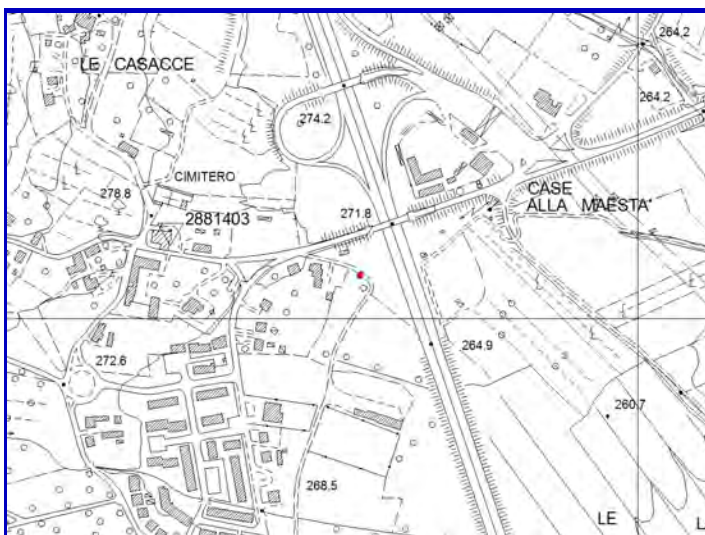 264.2
LE CASACCE
264.2
274.2
CIMITERO
278.8
CASE
ALLA MAESTA'
2881403
271.8
264.9
272.6
260.7
268.5
LE
L